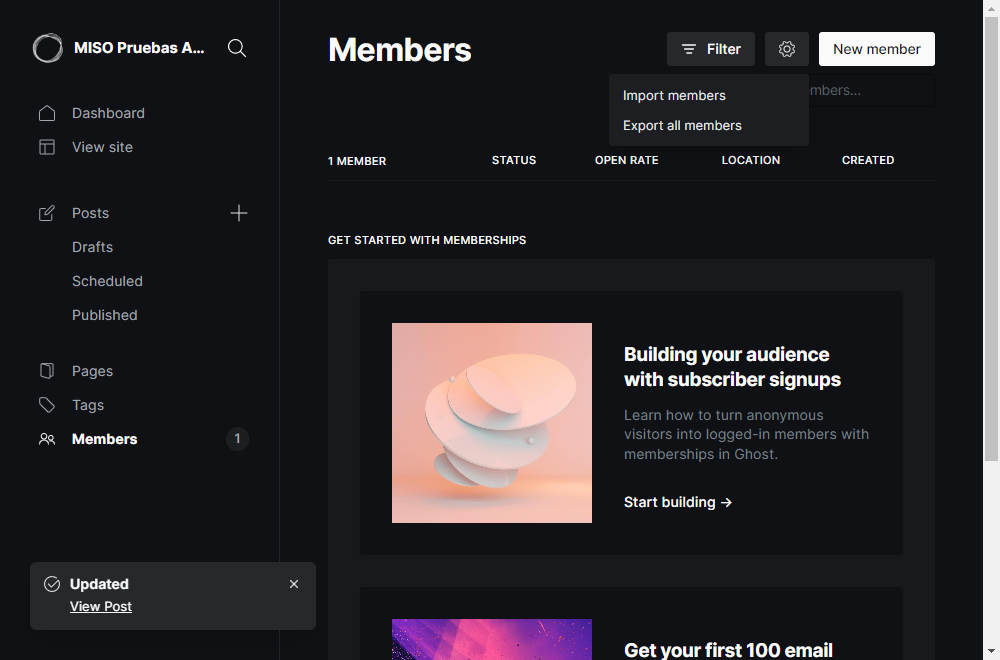 MISO Pruebas A...
Dashboard
View site
Posts
Drafts
Scheduled
Published
Pages
Tags
Members
1
Updated
View Post
Members
Filter
New member
Import members
Export all members
1 MEMBER STATUS OPEN RATE LOCATION CREATED
GET STARTED WITH MEMBERSHIPS
Building your audience
with subscriber signups
Learn how to turn anonymous
visitors into logged-in members with
memberships in Ghost.
Start building →
Get your first 100 email